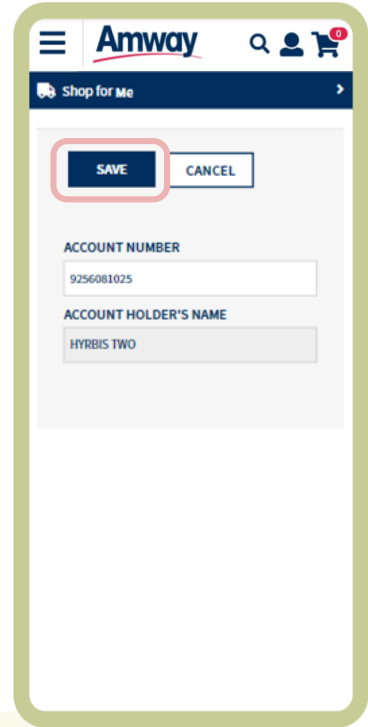 Amway
0
Shop for Me
SAVE
CANCEL
ACCOUNT NUMBER
9256081025
ACCOUNT HOLDER'S NAME
HYRBIS TWO